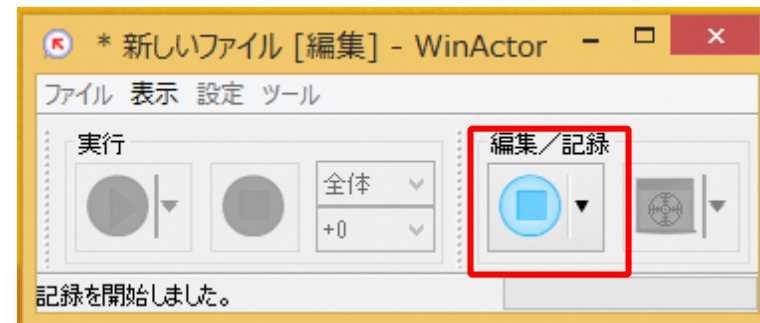 * 新しいファイル [編集] - WinActor
ファイル 表示 設定 ツール
実行
編集／記録
全体
+0
記録を開始しました。